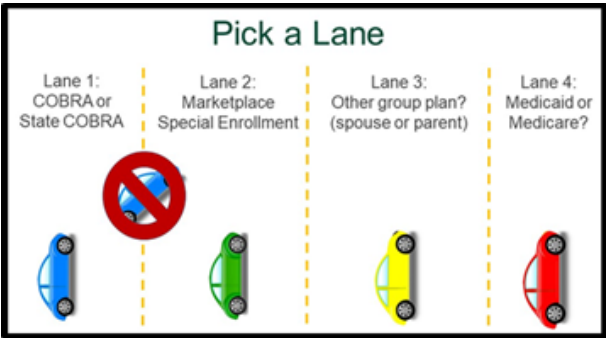 Pick a Lane
Lane 1:
COBRA or
State COBRA
Lane 2:
Marketplace
Special Enrollment
Lane 3:
Other group plan?
(spouse or parent)
Lane 4:
Medicaid or
Medicare?